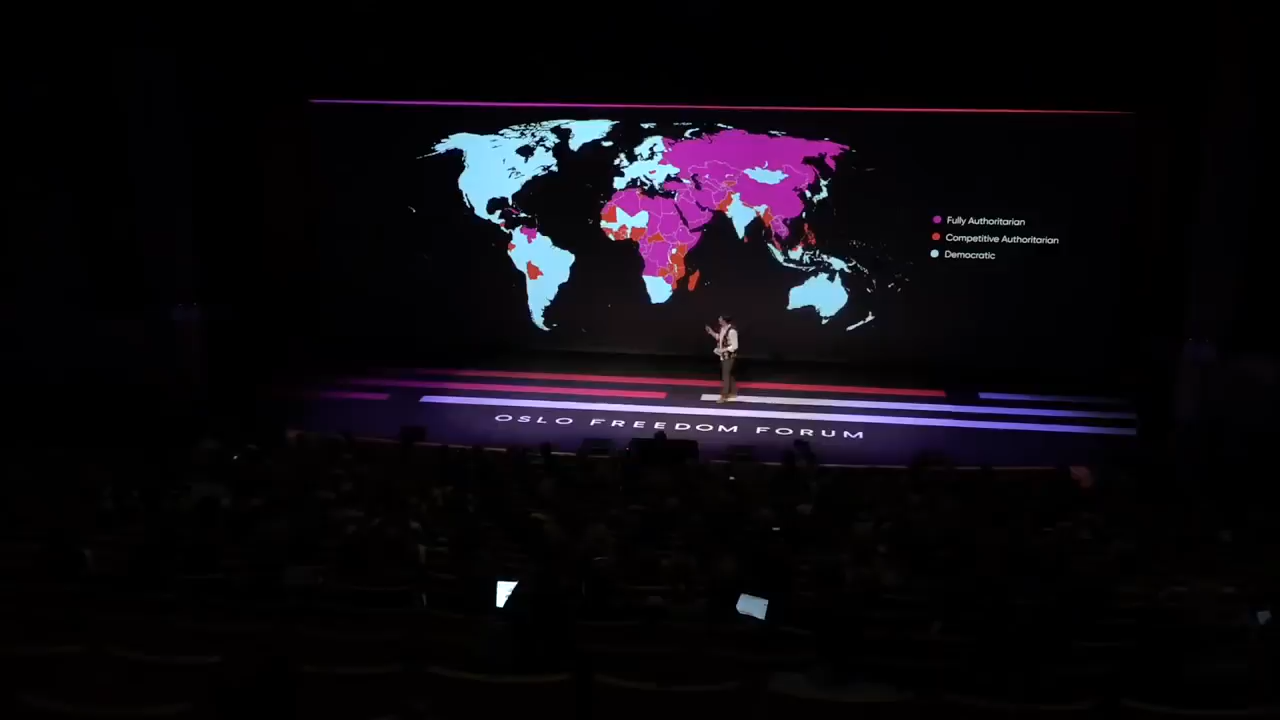 Fully Authoritarian
Competitive Authoritarian
Democratic
OSLO FREEDOM FORUM